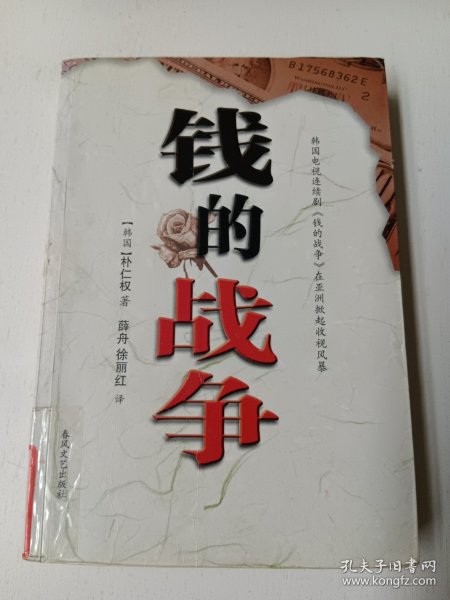 B17568362E
2
WASHINGTON, D.C.
钱的战争
韩国电视连续剧《钱的战争》在亚洲掀起收视风暴
【韩国】朴仁权 著
薛舟 徐丽红 译
春风文艺出版社
孔夫子旧书网
www.kongfz.com